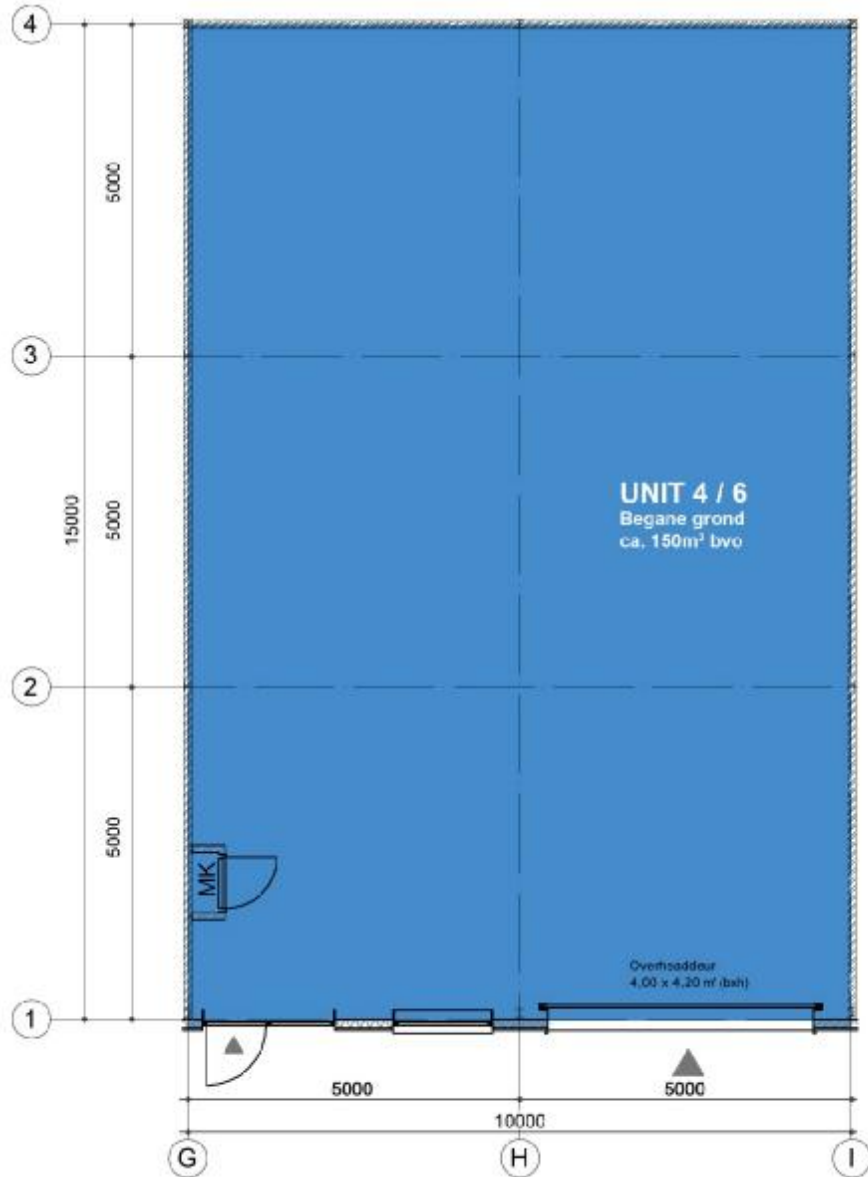 4
5000
3
15000
5000
UNIT 4 / 6
Begane grond
ca. 150m² bvo
2
5000
MK
Overheaddeur
4,00 x 4,20 m¹ (bxh)
1
5000
5000
10000
G
H
I